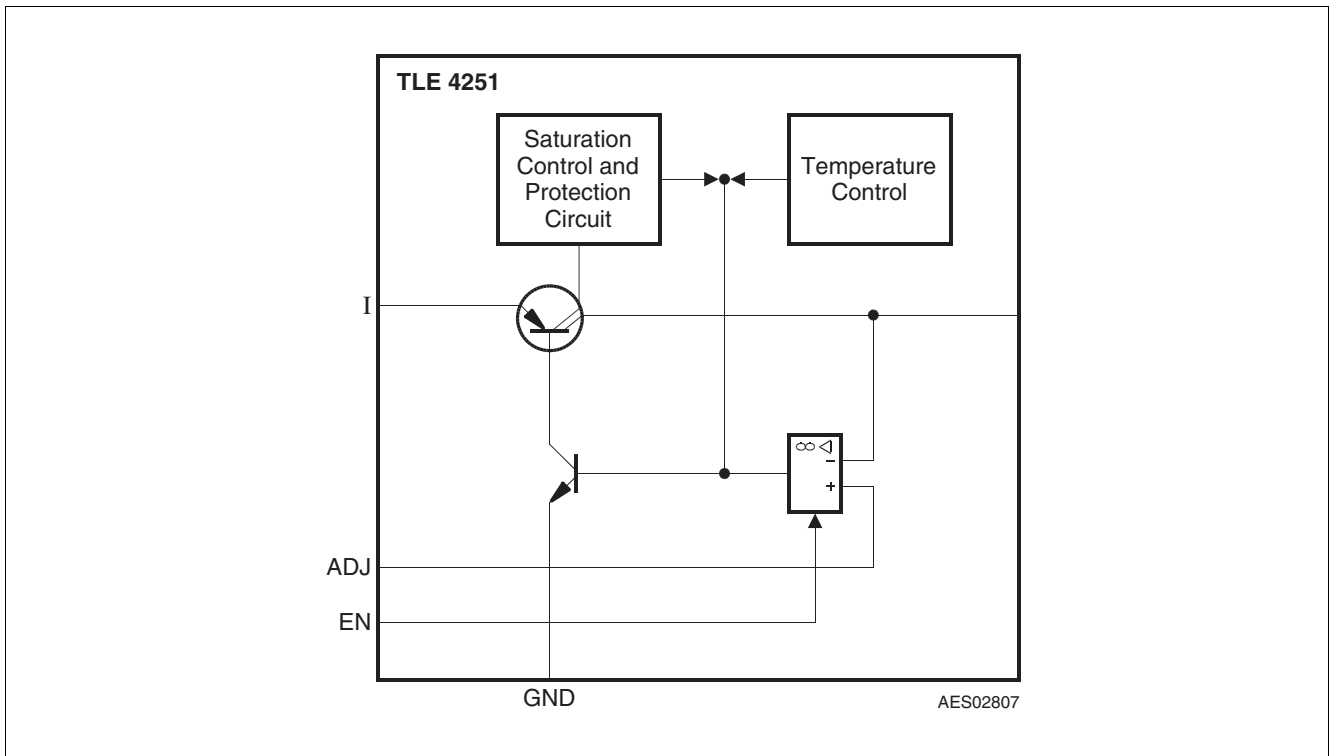 TLE 4251
Saturation
Control and
Protection
Circuit
Temperature
Control
I
∞ ◁
-
+
ADJ
EN
GND
AES02807